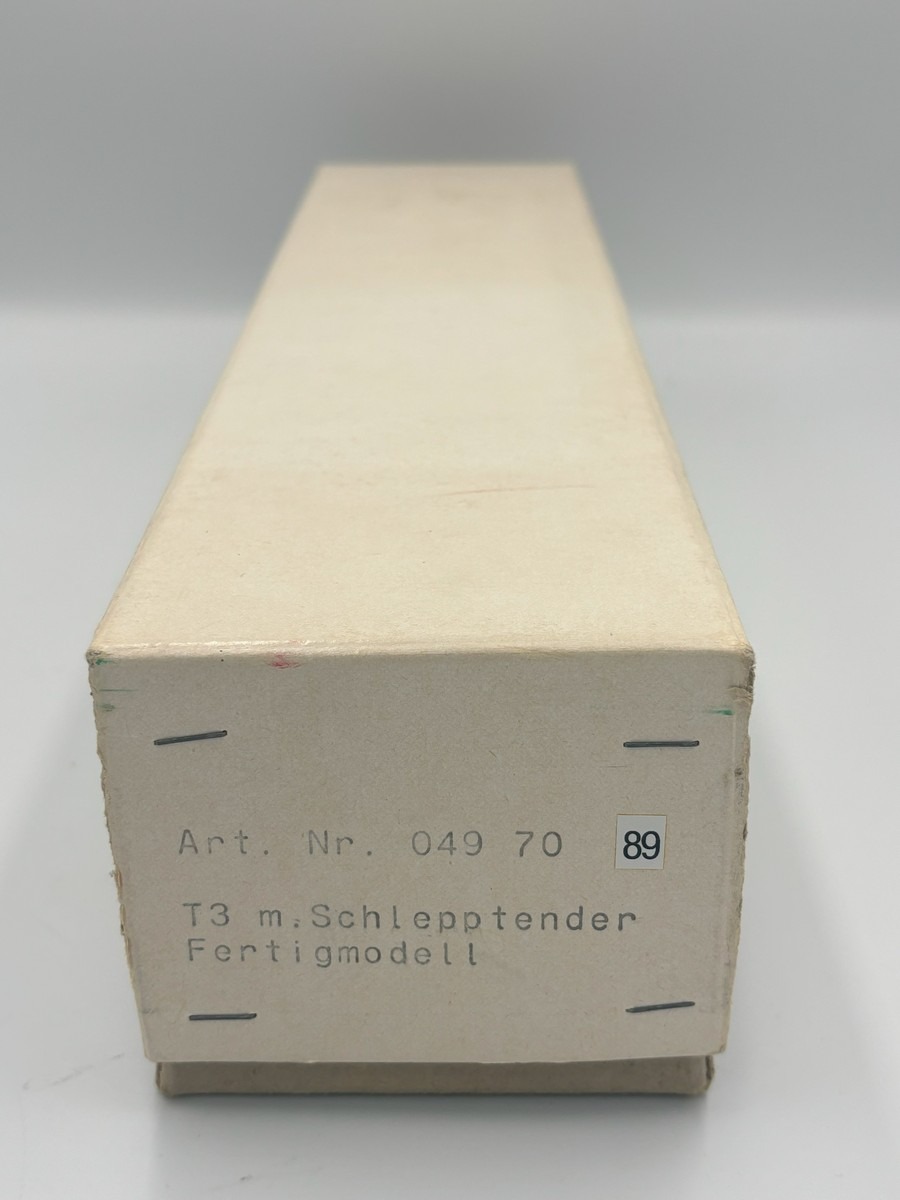 Art. Nr. 049 70 89
T3 m.Schlepptender
Fertigmodell